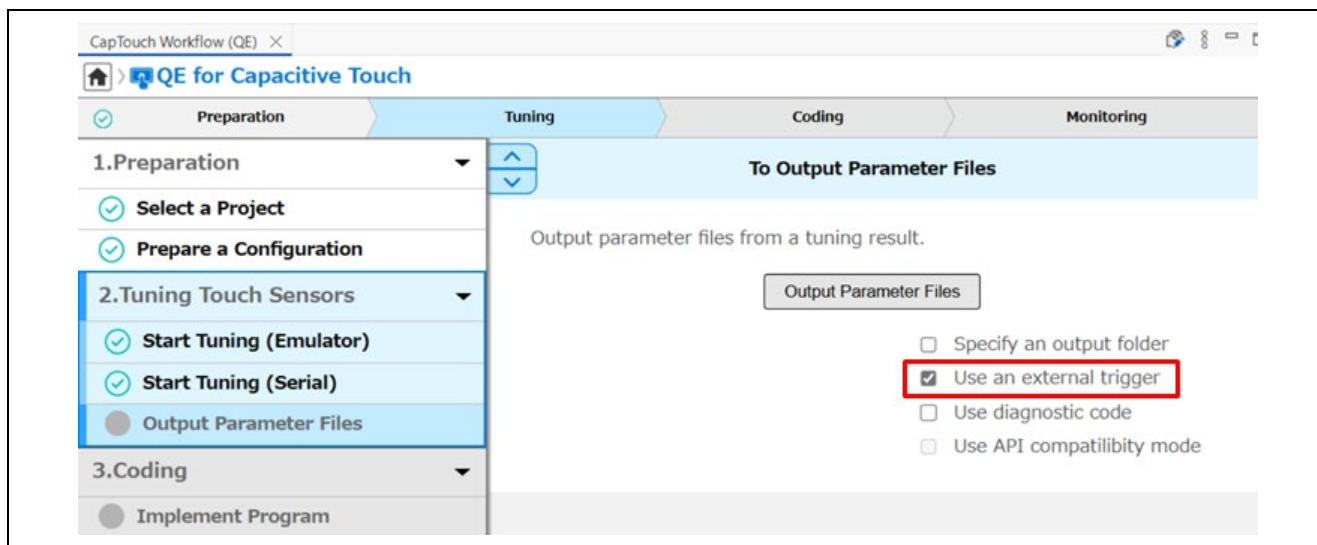 CapTouch Workflow (QE)
QE for Capacitive Touch
Preparation
Tuning
Coding
Monitoring
1.Preparation
Select a Project
Prepare a Configuration
2.Tuning Touch Sensors
Start Tuning (Emulator)
Start Tuning (Serial)
Output Parameter Files
3.Coding
Implement Program
To Output Parameter Files
Output parameter files from a tuning result.
Output Parameter Files
Specify an output folder
Use an external trigger
Use diagnostic code
Use API compatilibity mode